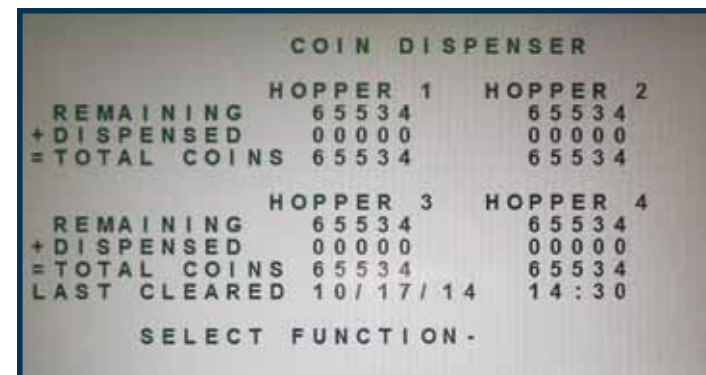 COIN DISPENSER
HOPPER 1 HOPPER 2
REMAINING 65534 65534
+DISPENSED 00000 00000
=TOTAL COINS 65534 65534
HOPPER 3 HOPPER 4
REMAINING 65534 65534
+DISPENSED 00000 00000
=TOTAL COINS 65534 65534
LAST CLEARED 10/17/14 14:30
SELECT FUNCTION-